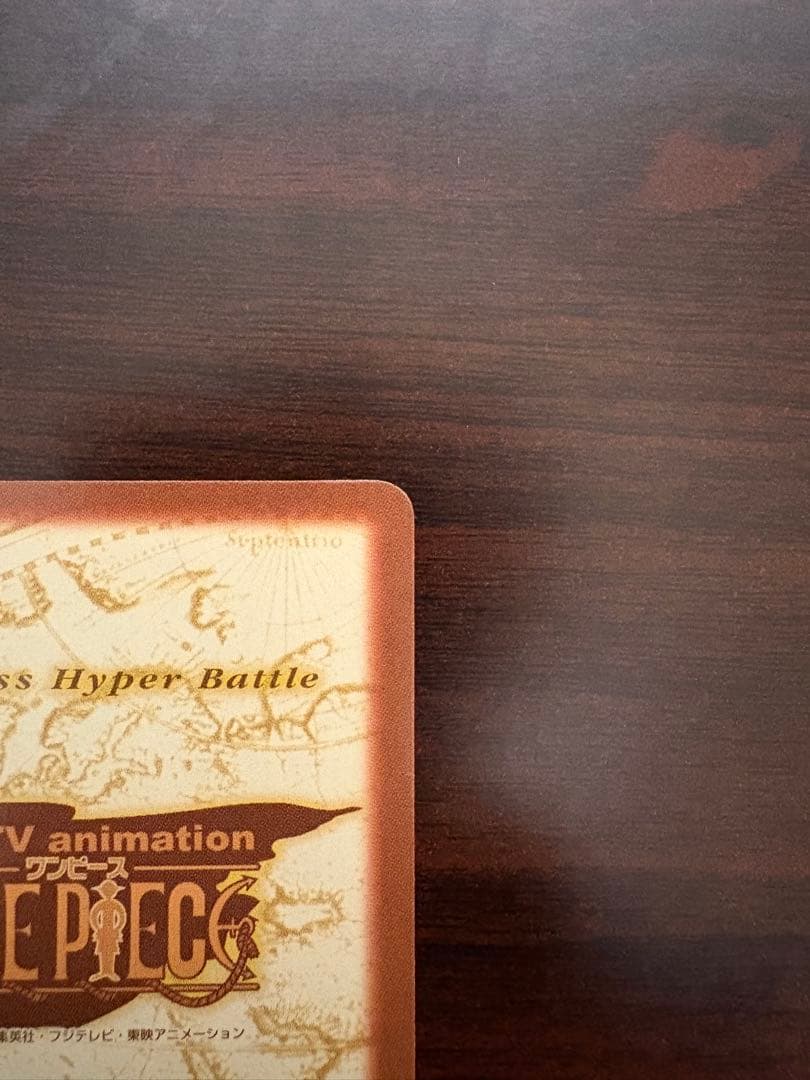 Septentrio
ss Hyper Battle
TV animation
ワンピース
E PIECE
集英社・フジテレビ・東映アニメーション